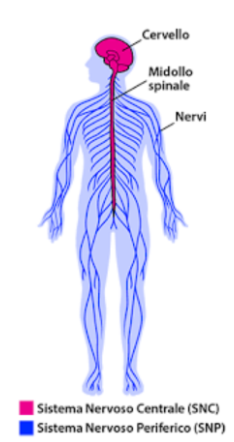 Cervello
Midollo
spinale
Nervi
Sistema Nervoso Centrale (SNC)
Sistema Nervoso Periferico (SNP)